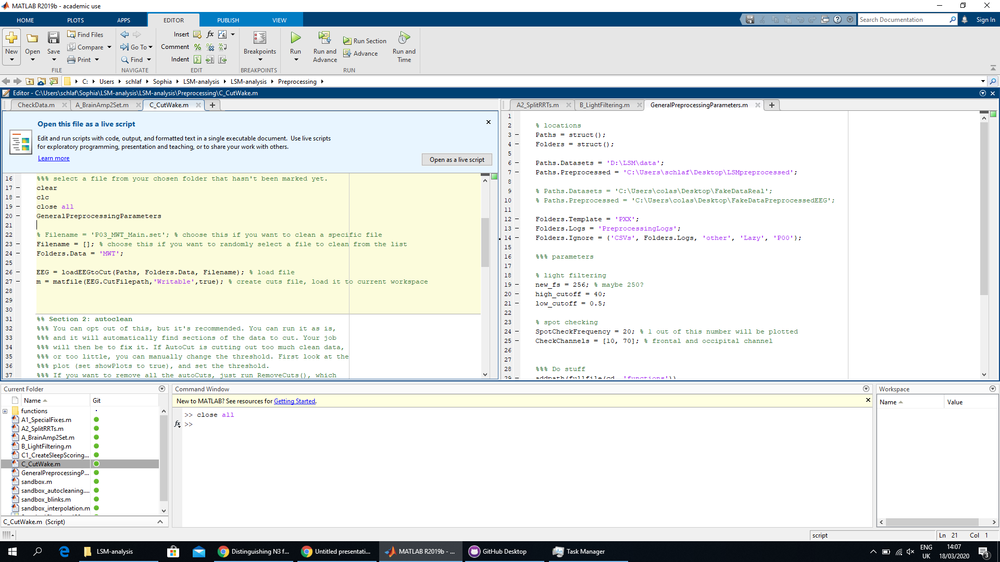 MATLAB R2019b - academic use
HOME PLOTS APPS EDITOR PUBLISH VIEW
Search Documentation
Sign In
New
Open
Save
Find Files
Compare
Print
FILE
Go To
Find
NAVIGATE
Insert
fx
Comment
Indent
EDIT
Breakpoints
BREAKPOINTS
Run
Run and Advance
Run Section
Advance
Run and Time
RUN
C: Users schlaf Sophia LSM-analysis LSM-analysis Preprocessing
Editor - C:\Users\schlaf\Sophia\LSM-analysis\LSM-analysis\Preprocessing\C_CutWake.m
CheckData.m A_BrainAmp2Set.m C_CutWake.m
Open this file as a live script
Edit and run scripts with code, output, and formatted text in a single executable document. Use live scripts
for exploratory programming, presentation and teaching, or to share your work with others.
Learn more
Open as a live script
16 %%% select a file from your chosen folder that hasn't been marked yet.
17 clear
18 clc
19 close all
20 GeneralPreprocessingParameters
21
22 % Filename = 'P03_MWT_Main.set'; % choose this if you want to clean a specific file
23 Filename = []; % choose this if you want to randomly select a file to clean from the list
24 Folders.Data = 'MWT';
25
26 EEG = loadEEGtoCut(Paths, Folders.Data, Filename); % load file
27 m = matfile(EEG.CutFilepath,'Writable',true); % create cuts file, load it to current workspace
28
29
30
31 %% Section 2: autoclean
32 %%% You can opt out of this, but it's recommended. You can run it as is,
33 %%% and it will automatically find sections of the data to cut. Your job
34 %%% will then be to fix it. If AutoCut is cutting out too much clean data,
35 %%% or too little, you can manually change the threshold. First look at the
36 %%% plot (set showPlots to true), and set the threshold.
37 %%% If you want to remove all the autoCuts, just run RemoveCuts(), which
A2_SplitRRTs.m B_LightFiltering.m GeneralPreprocessingParameters.m
1
2 % locations
3 Paths = struct();
4 Folders = struct();
5
6 Paths.Datasets = 'D:\LSM\data';
7 Paths.Preprocessed = 'C:\Users\schlaf\Desktop\LSMpreprocessed';
8
9 % Paths.Datasets = 'C:\Users\colas\Desktop\FakeDataReal';
10 % Paths.Preprocessed = 'C:\Users\colas\Desktop\FakeDataPreprocessedEEG';
11
12 Folders.Template = 'PXX';
13 Folders.Logs = 'PreprocessingLogs';
14 Folders.Ignore = {'CSVs', Folders.Logs, 'other', 'Lazy', 'P00'};
15
16 %%% parameters
17
18 % light filtering
19 new_fs = 256; % maybe 250?
20 high_cutoff = 40;
21 low_cutoff = 0.5;
22
23 % spot checking
24 SpotCheckFrequency = 20; % 1 out of this number will be plotted
25 CheckChannels = [10, 70]; % frontal and occipital channel
26
27
28 %%% Do stuff
29 addpath(fullfile(cd, 'functions'))
Current Folder
Name Git
functions
A1_SpecialFixes.m
A2_SplitRRTs.m
A_BrainAmp2Set.m
B_LightFiltering.m
C1_CreateSleepScoring...
C_CutWake.m
GeneralPreprocessingP...
sandbox.m
sandbox_autocleaning....
sandbox_blinks.m
sandbox_interpolation.m
C_CutWake.m (Script)
Command Window
New to MATLAB? See resources for Getting Started.
>> close all
fx >>
Workspace
Name Value
script
Ln 21 Col 1
LSM-analysis
Distinguishing N3 f...
Untitled presentati...
MATLAB R2019b - ...
GitHub Desktop
Task Manager
ENG
UK
14:07
18/03/2020
3